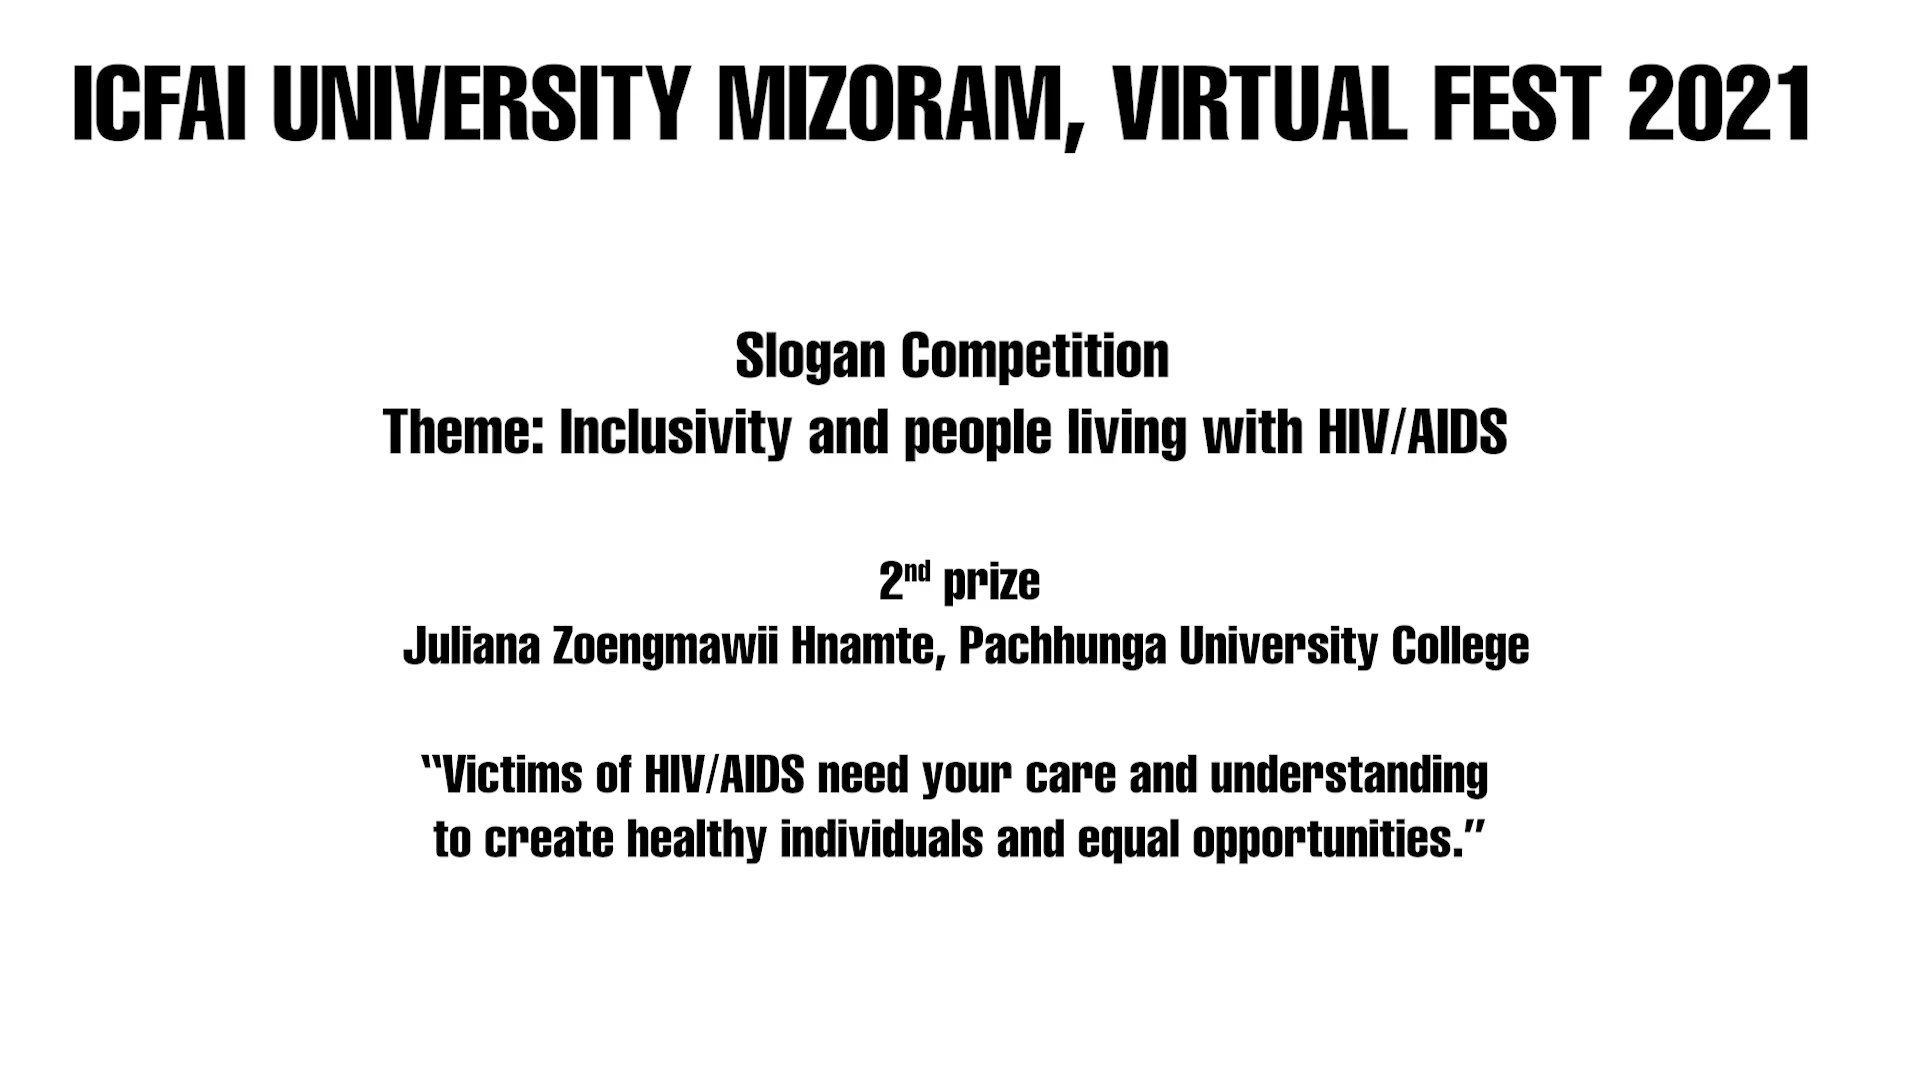 ICFAI UNIVERSITY MIZORAM, VIRTUAL FEST 2021
Slogan Competition
Theme: Inclusivity and people living with HIV/AIDS
2nd prize
Juliana Zoengmawii Hnamte, Pachhunga University College
“Victims of HIV/AIDS need your care and understanding
to create healthy individuals and equal opportunities.”